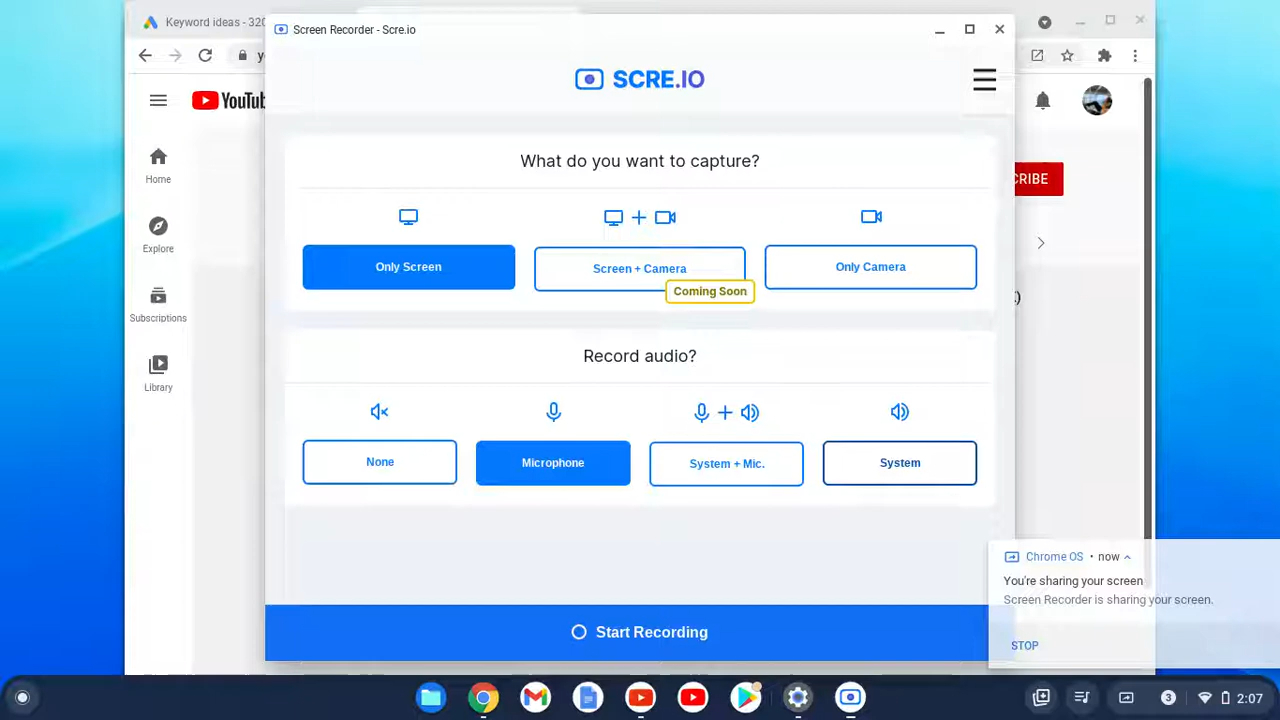 Keyword ideas - 320
Screen Recorder - Scre.io
SCRE.IO
YouTube
Home
Explore
Subscriptions
Library
What do you want to capture?
Only Screen
Screen + Camera
Only Camera
Coming Soon
Record audio?
None
Microphone
System + Mic.
System
Start Recording
CRIBE
Chrome OS • now
You're sharing your screen
Screen Recorder is sharing your screen.
STOP
3
2:07